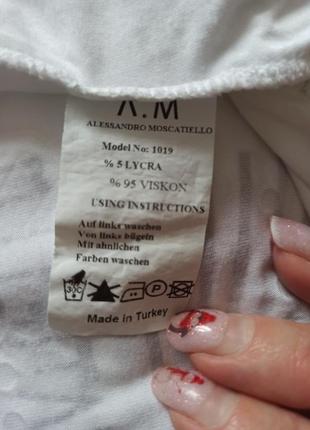 A.M
ALESSANDRO MOSCATIELLO
Model No: 1019
% 5 LYCRA
% 95 VISKON
USING INSTRUCTIONS
Auf links waschen
Von links bügeln
Mit ähnlichen
Farben waschen
30C P
Made in Turkey